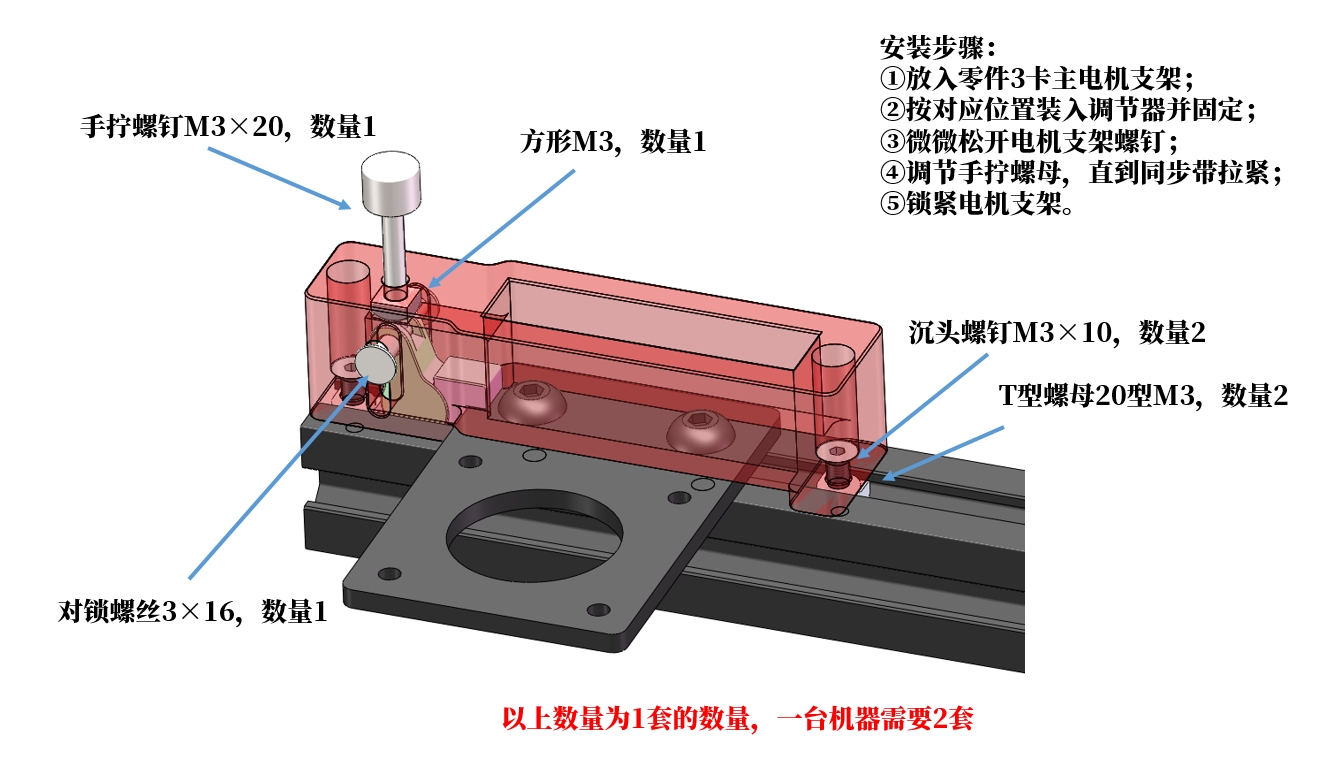 安装步骤：
①放入零件3卡主电机支架；
②按对应位置装入调节器并固定；
③微微松开电机支架螺钉；
④调节手拧螺母，直到同步带拉紧；
⑤锁紧电机支架。
手拧螺钉M3×20，数量1
方形M3，数量1
沉头螺钉M3×10，数量2
T型螺母20型M3，数量2
对锁螺丝3×16，数量1
以上数量为1套的数量，一台机器需要2套